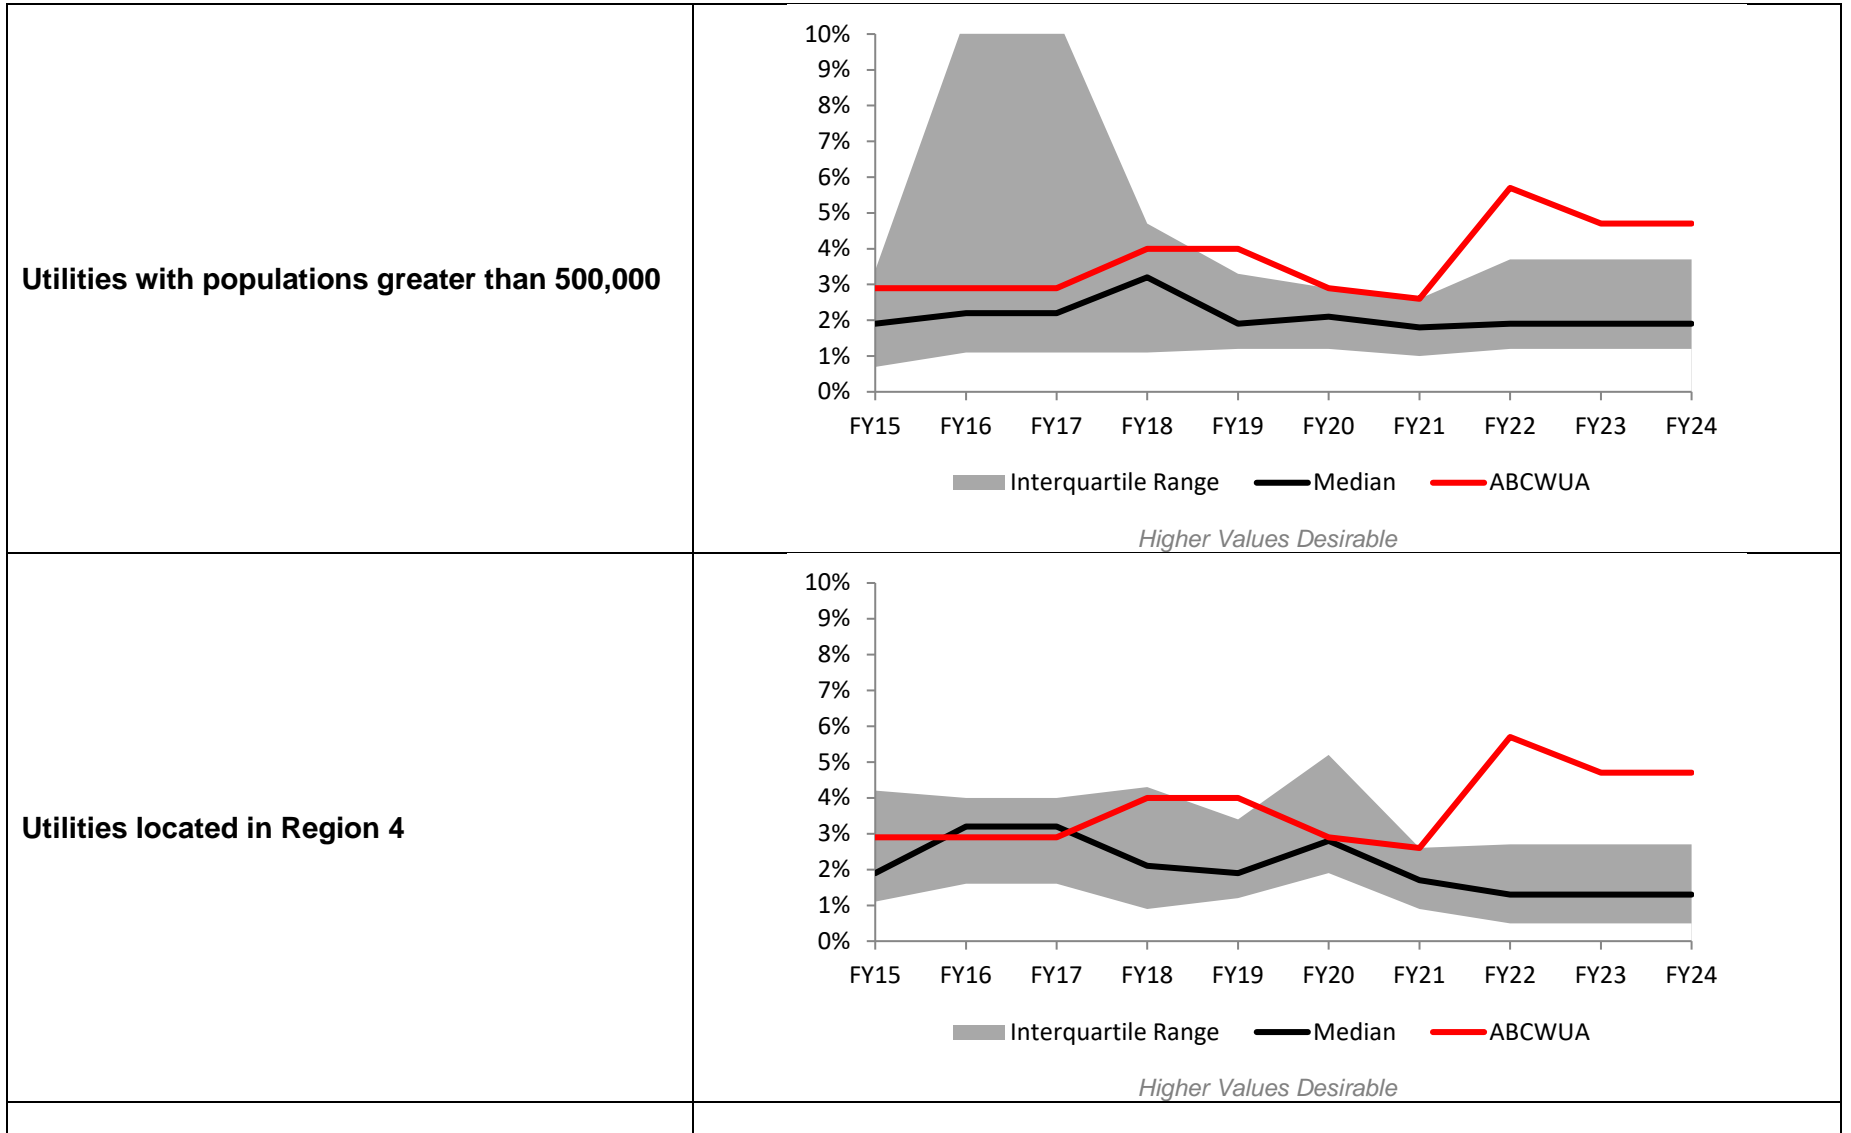 Utilities with populations greater than 500,000
10%
9%
8%
7%
6%
5%
4%
3%
2%
1%
0%
FY15 FY16 FY17 FY18 FY19 FY20 FY21 FY22 FY23 FY24
Interquartile Range Median ABCWUA
Higher Values Desirable
Utilities located in Region 4
10%
9%
8%
7%
6%
5%
4%
3%
2%
1%
0%
FY15 FY16 FY17 FY18 FY19 FY20 FY21 FY22 FY23 FY24
Interquartile Range Median ABCWUA
Higher Values Desirable